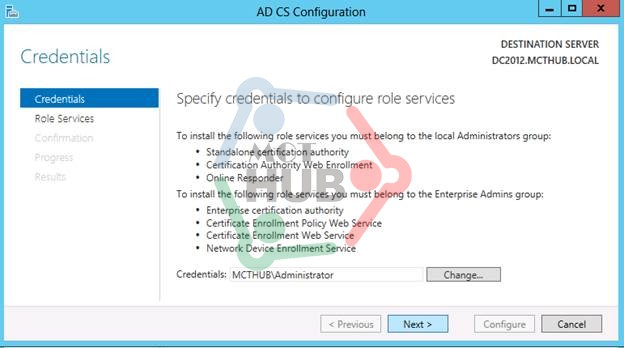 AD CS Configuration
Credentials
DESTINATION SERVER
DC2012.MCTHUB.LOCAL
Credentials
Role Services
Confirmation
Progress
Results
Specify credentials to configure role services
To install the following role services you must belong to the local Administrators group:
• Standalone certification authority
• Certification Authority Web Enrollment
• Online Responder
To install the following role services you must belong to the Enterprise Admins group:
• Enterprise certification authority
• Certificate Enrollment Policy Web Service
• Certificate Enrollment Web Service
• Network Device Enrollment Service
Credentials: MCTHUB\Administrator Change...
< Previous Next > Configure Cancel
MCT
HUB